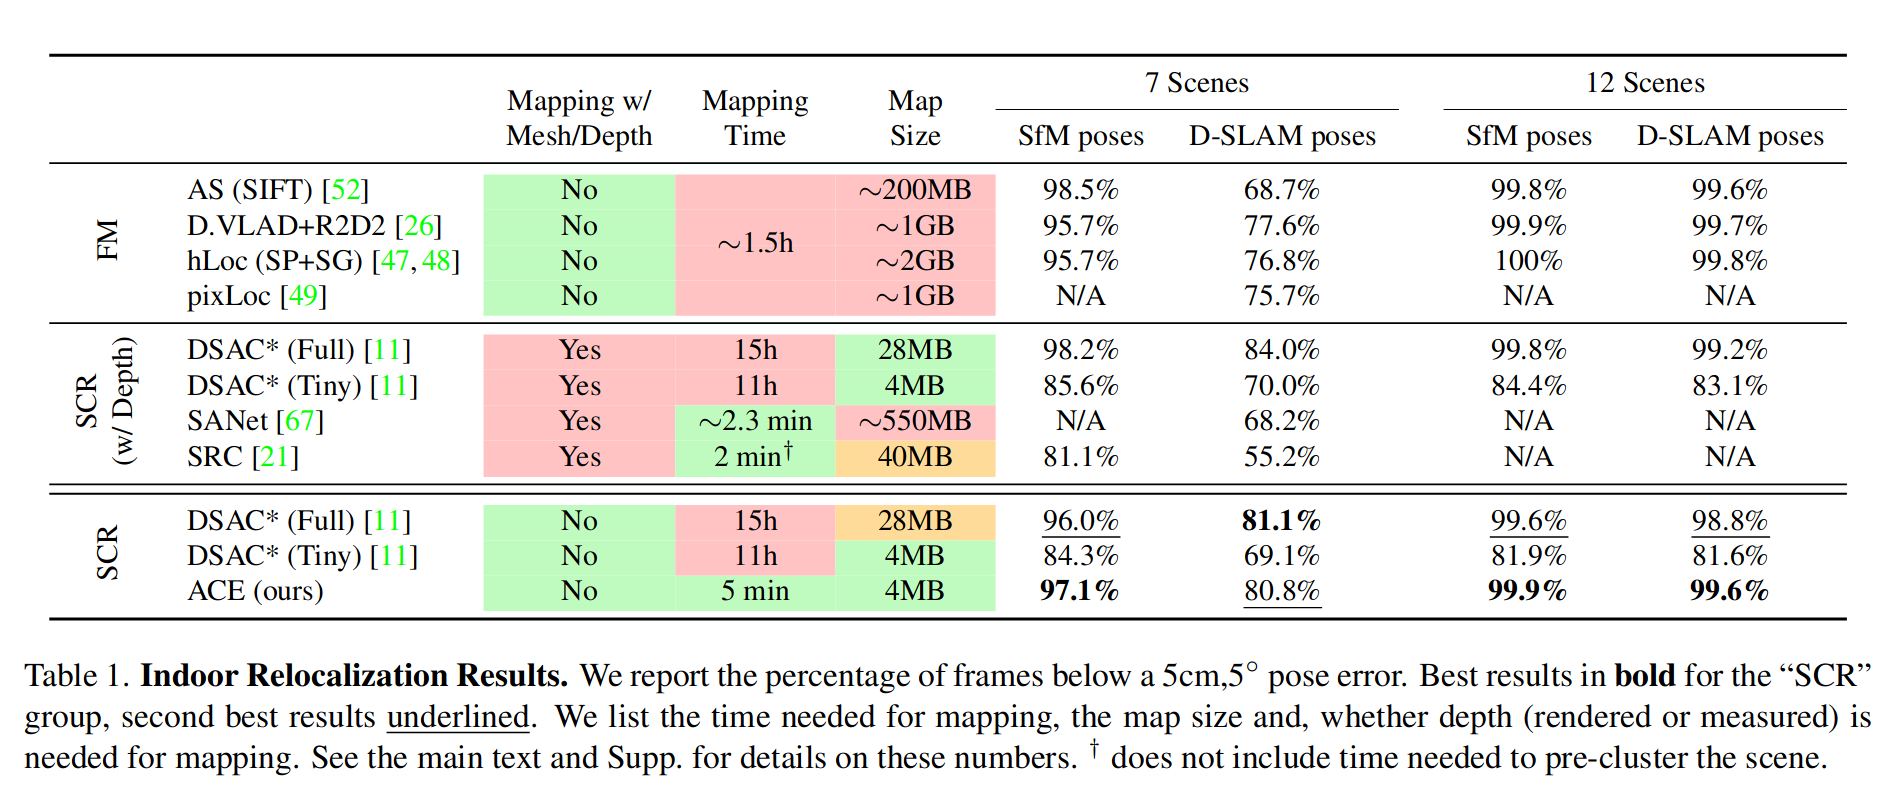 7 Scenes 12 Scenes
Mapping w/ Mapping Map
Mesh/Depth Time Size SfM poses D-SLAM poses SfM poses D-SLAM poses
FM
AS (SIFT) [52] No ~200MB 98.5% 68.7% 99.8% 99.6%
D.VLAD+R2D2 [26] No ~1GB 95.7% 77.6% 99.9% 99.7%
~1.5h
hLoc (SP+SG) [47, 48] No ~2GB 95.7% 76.8% 100% 99.8%
pixLoc [49] No ~1GB N/A 75.7% N/A N/A
SCR
(w/ Depth)
DSAC* (Full) [11] Yes 15h 28MB 98.2% 84.0% 99.8% 99.2%
DSAC* (Tiny) [11] Yes 11h 4MB 85.6% 70.0% 84.4% 83.1%
SANet [67] Yes ~2.3 min ~550MB N/A 68.2% N/A N/A
SRC [21] Yes 2 min† 40MB 81.1% 55.2% N/A N/A
SCR
DSAC* (Full) [11] No 15h 28MB 96.0% 81.1% 99.6% 98.8%
DSAC* (Tiny) [11] No 11h 4MB 84.3% 69.1% 81.9% 81.6%
ACE (ours) No 5 min 4MB 97.1% 80.8% 99.9% 99.6%
Table 1. Indoor Relocalization Results. We report the percentage of frames below a 5cm,5° pose error. Best results in bold for the “SCR”
group, second best results underlined. We list the time needed for mapping, the map size and, whether depth (rendered or measured) is
needed for mapping. See the main text and Supp. for details on these numbers. † does not include time needed to pre-cluster the scene.